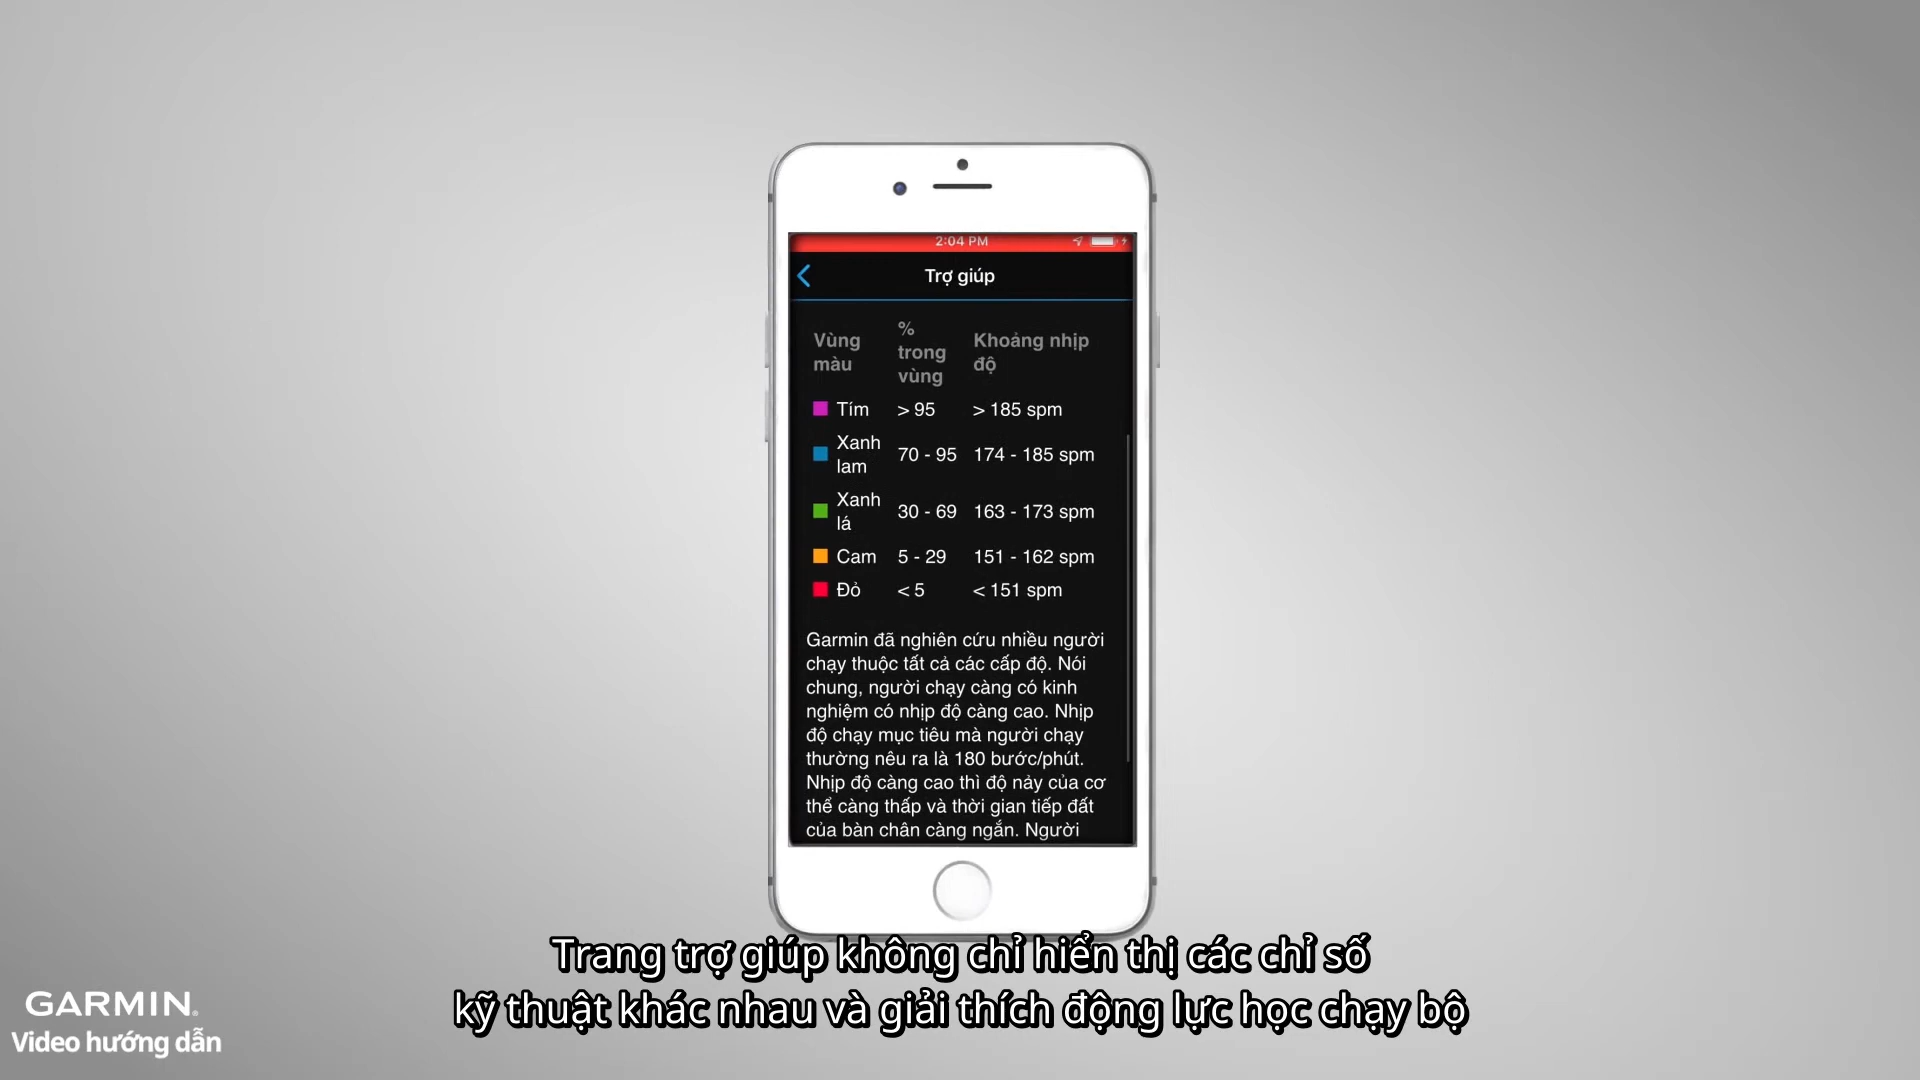 2:04 PM
Trợ giúp
Vùng màu
% trong vùng
Khoảng nhịp độ
Tím > 95 > 185 spm
Xanh lam 70 - 95 174 - 185 spm
Xanh lá 30 - 69 163 - 173 spm
Cam 5 - 29 151 - 162 spm
Đỏ < 5 < 151 spm
Garmin đã nghiên cứu nhiều người
chạy thuộc tất cả các cấp độ. Nói
chung, người chạy càng có kinh
nghiệm có nhịp độ càng cao. Nhịp
độ chạy mục tiêu mà người chạy
thường nêu ra là 180 bước/phút.
Nhịp độ càng cao thì độ nảy của cơ
thể càng thấp và thời gian tiếp đất
của bàn chân càng ngắn. Người
Trang trợ giúp không chỉ hiển thị các chỉ số
kỹ thuật khác nhau và giải thích động lực học chạy bộ
GARMIN.
Video hướng dẫn